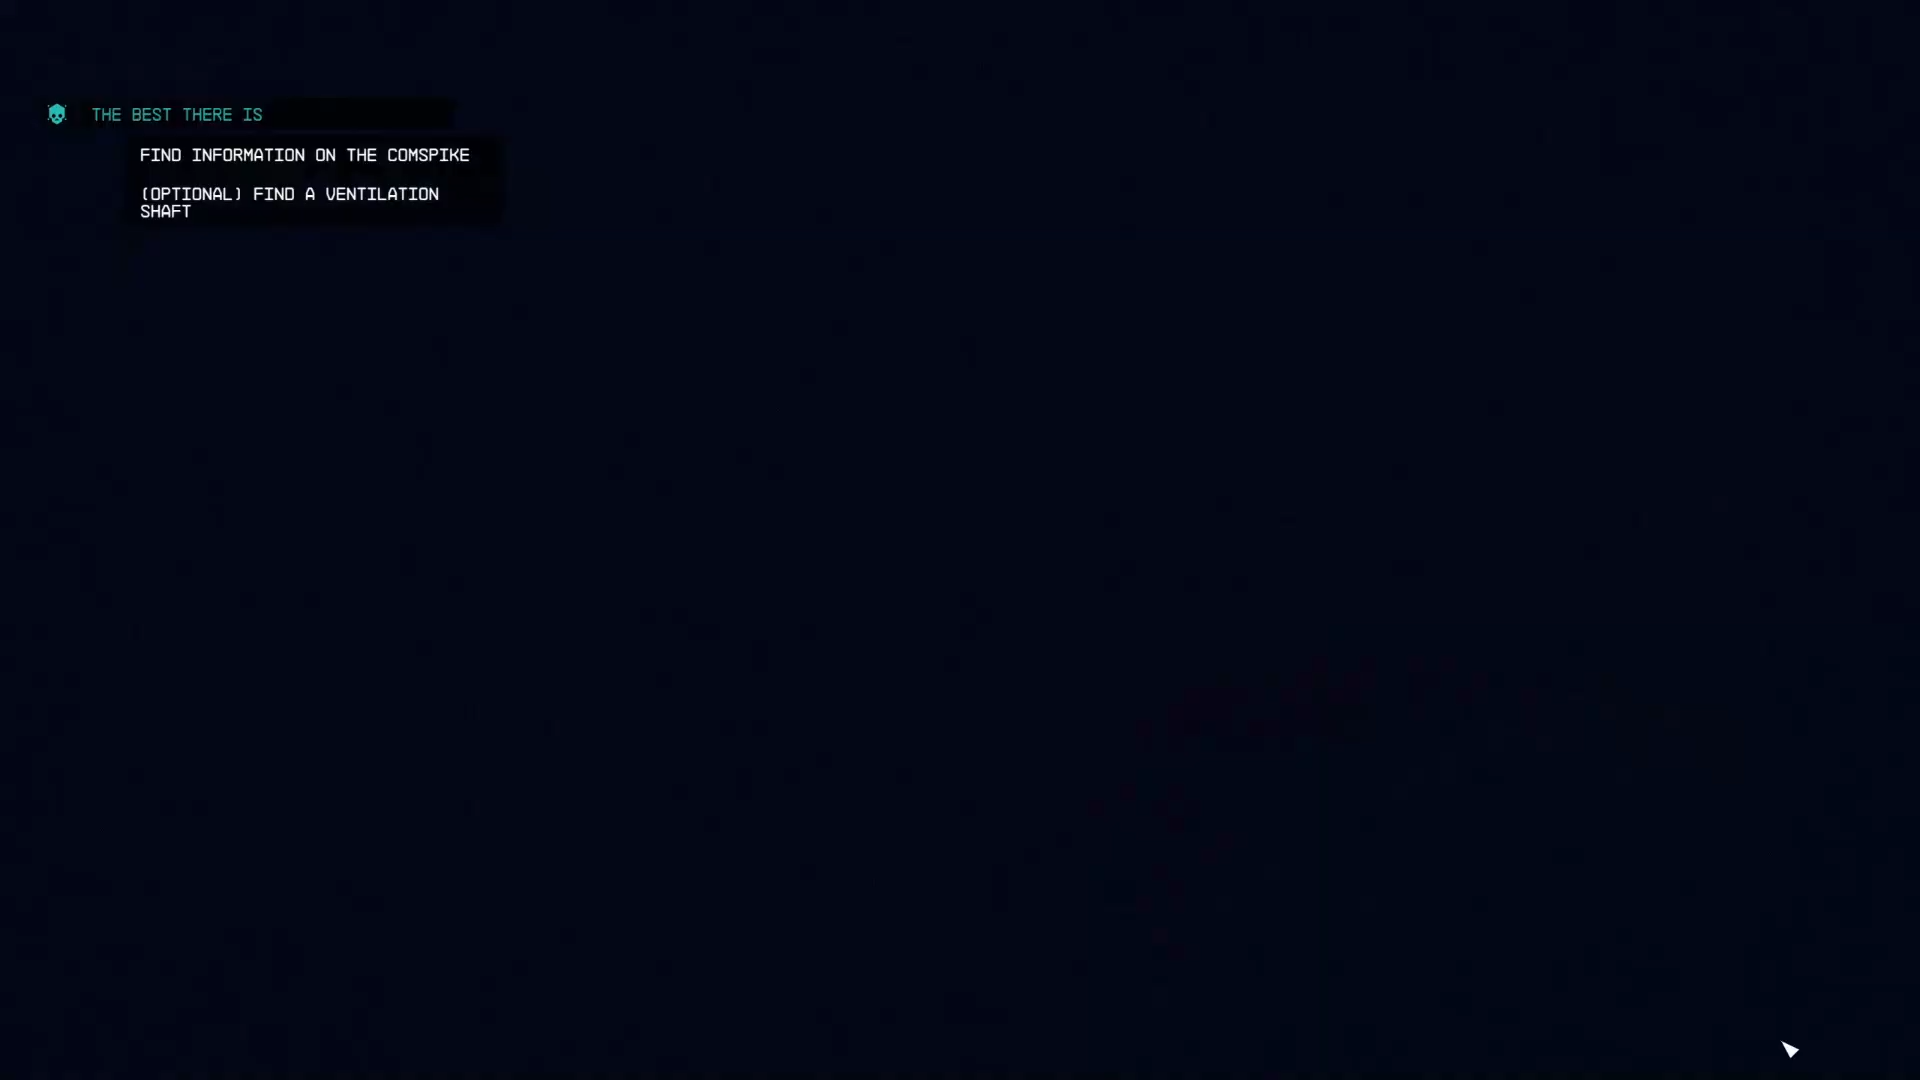 THE BEST THERE IS
FIND INFORMATION ON THE COMSPIKE
(OPTIONAL) FIND A VENTILATION
SHAFT